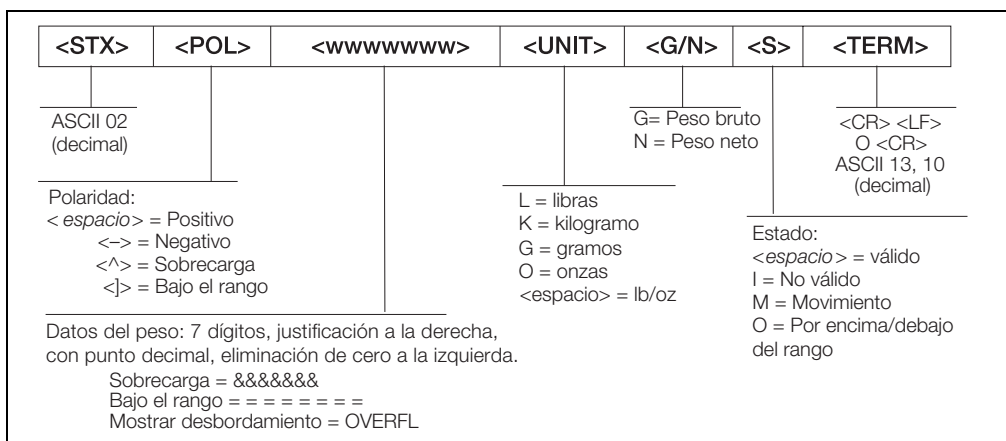 <STX> <POL> <wwwwwww> <UNIT> <G/N> <S> <TERM>
ASCII 02
(decimal)
G= Peso bruto
N = Peso neto
<CR> <LF>
O <CR>
ASCII 13, 10
(decimal)
Polaridad:
< espacio> = Positivo
<–> = Negativo
<^> = Sobrecarga
<]> = Bajo el rango
L = libras
K = kilogramo
G = gramos
O = onzas
<espacio> = lb/oz
Estado:
<espacio> = válido
I = No válido
M = Movimiento
O = Por encima/debajo
del rango
Datos del peso: 7 dígitos, justificación a la derecha,
con punto decimal, eliminación de cero a la izquierda.
Sobrecarga = &&&&&&&
Bajo el rango = = = = = = = =
Mostrar desbordamiento = OVERFL